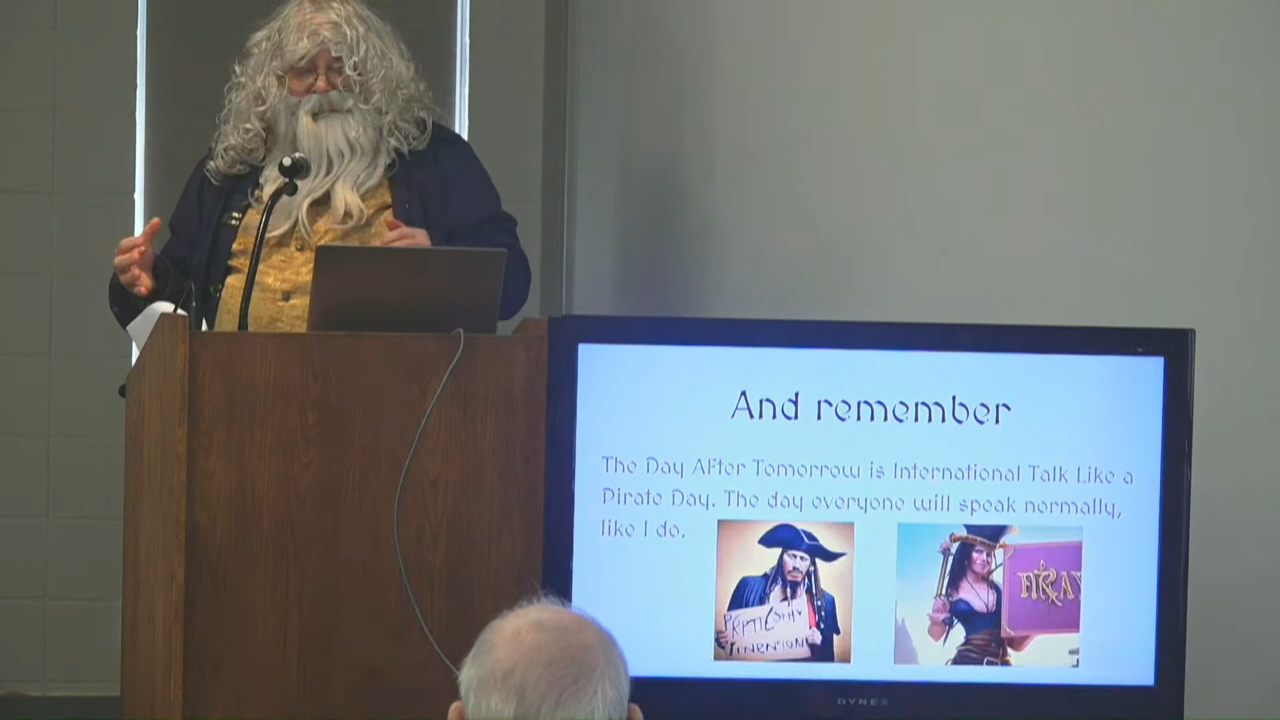 And remember
The Day After Tomorrow is International Talk Like a
Pirate Day. The day everyone will speak normally,
like I do.
DYNEX